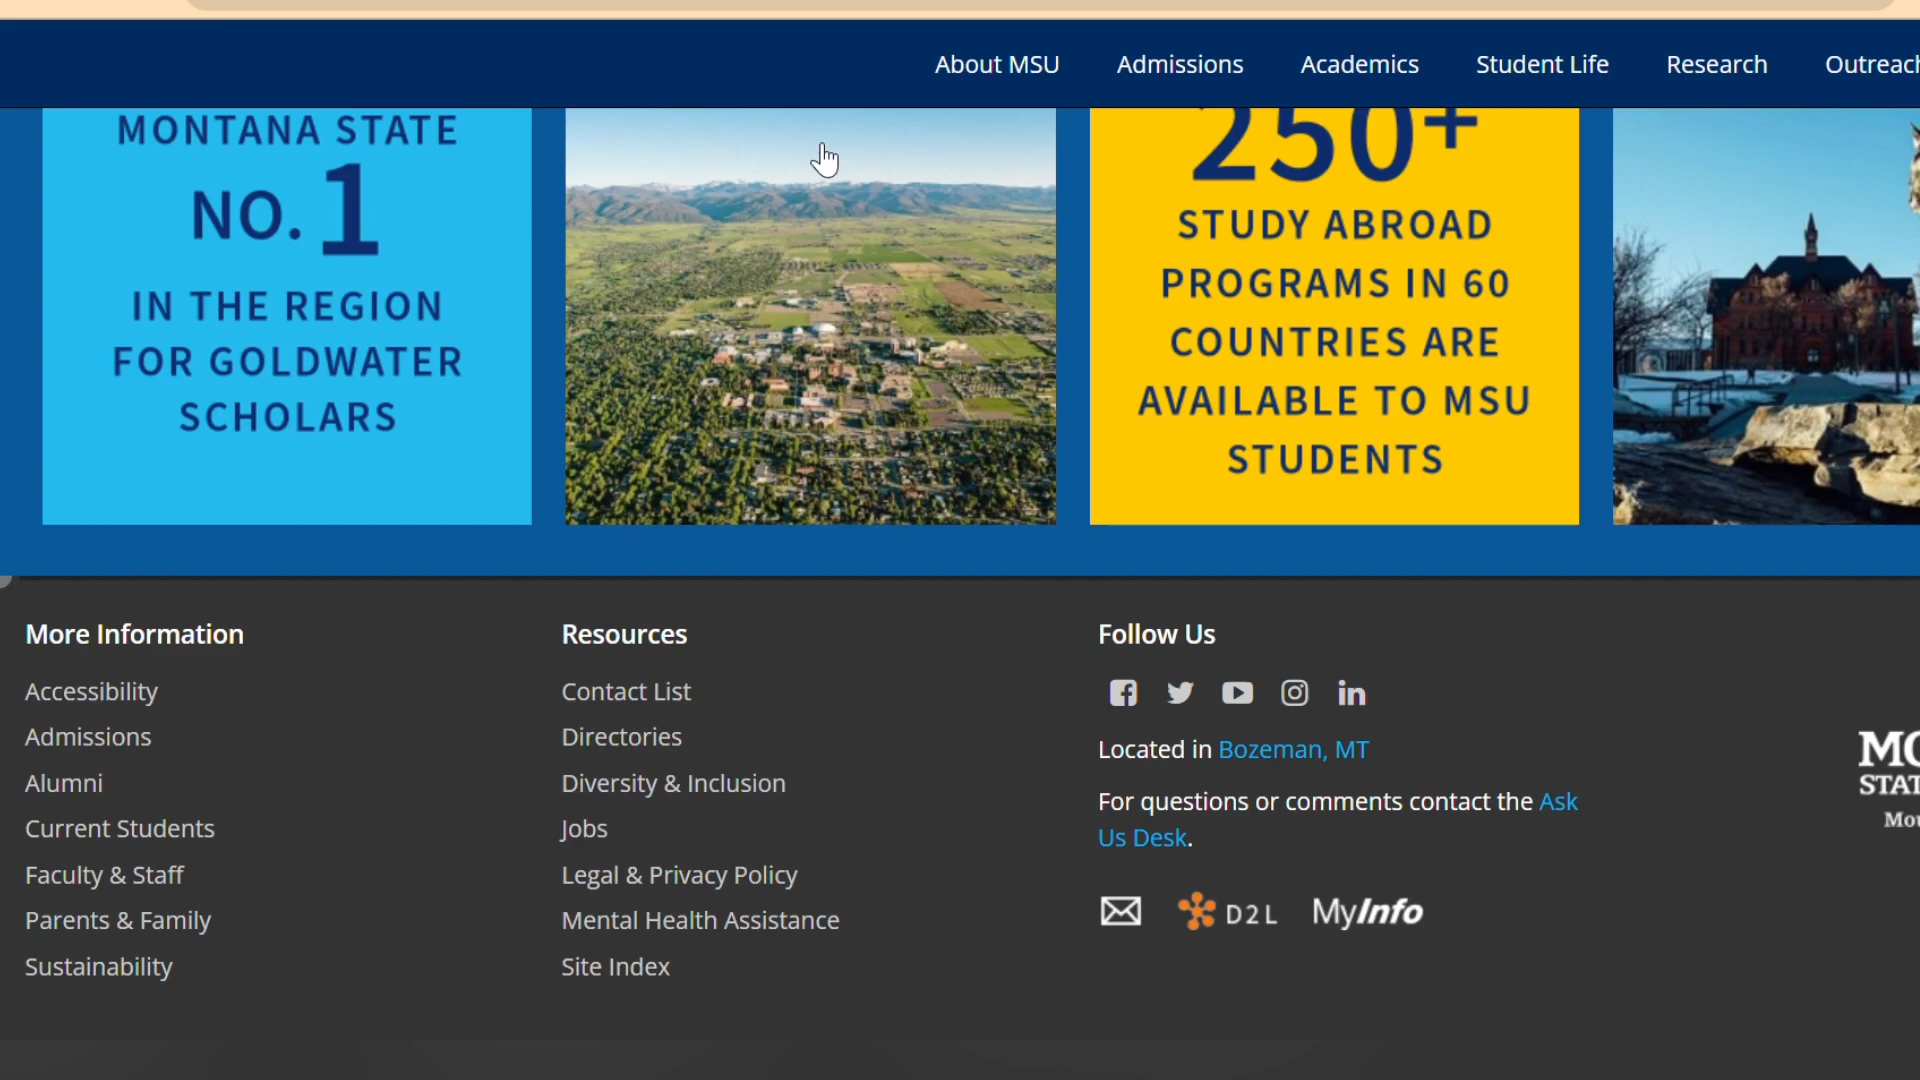 About MSU Admissions Academics Student Life Research Outreach
MONTANA STATE
NO. 1
IN THE REGION
FOR GOLDWATER
SCHOLARS
250+
STUDY ABROAD
PROGRAMS IN 60
COUNTRIES ARE
AVAILABLE TO MSU
STUDENTS
More Information
Accessibility
Admissions
Alumni
Current Students
Faculty & Staff
Parents & Family
Sustainability
Resources
Contact List
Directories
Diversity & Inclusion
Jobs
Legal & Privacy Policy
Mental Health Assistance
Site Index
Follow Us
Located in Bozeman, MT
For questions or comments contact the Ask
Us Desk.
D2L MyInfo